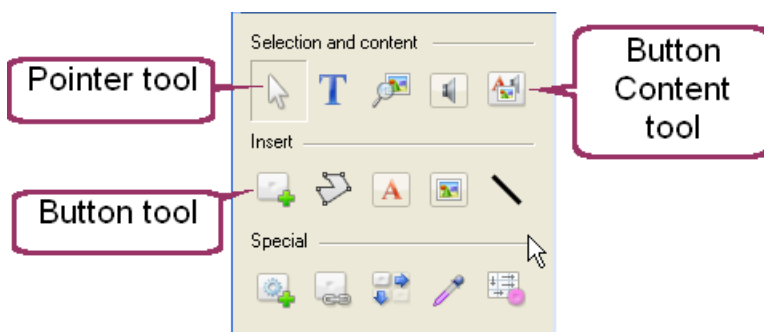 Selection and content
Pointer tool
Button
Content
tool
T
Insert
A
Button tool
Special